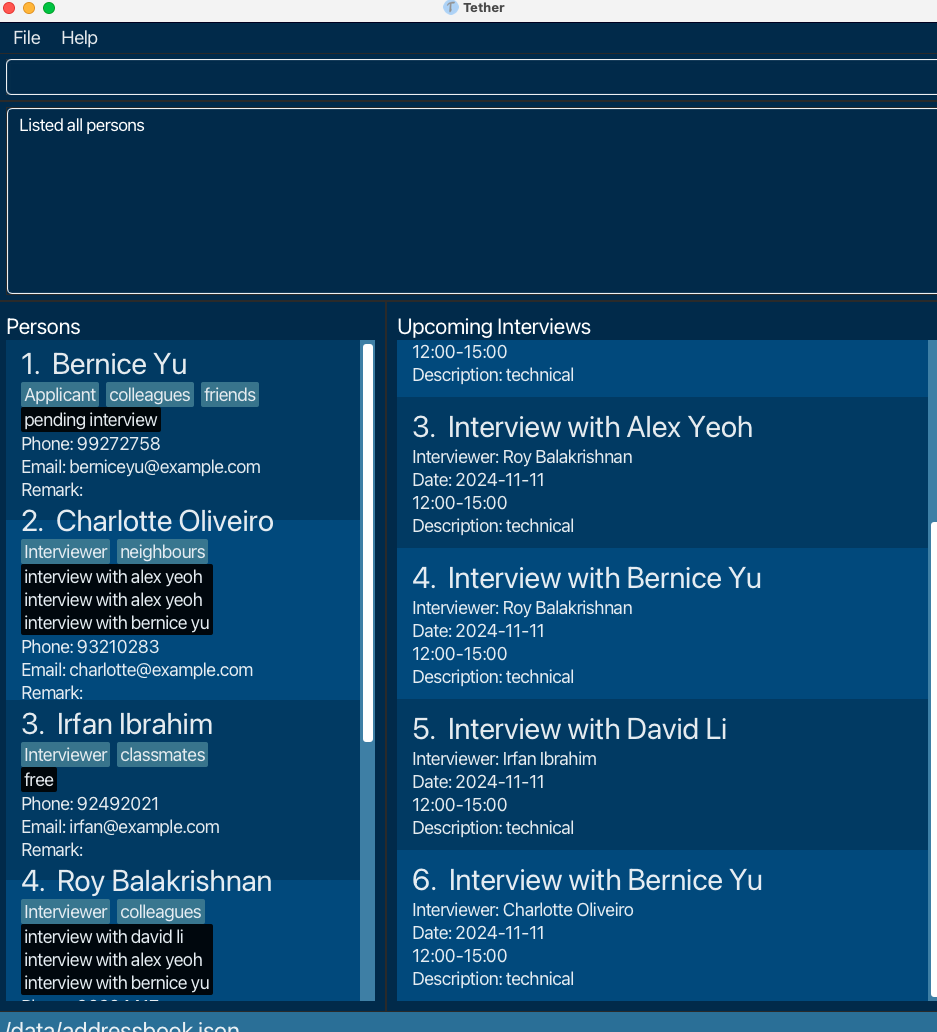 Tether
File Help
Listed all persons
Persons
1. Bernice Yu
Applicant colleagues friends
pending interview
Phone: 99272758
Email: berniceyu@example.com
Remark:
2. Charlotte Oliveiro
Interviewer neighbours
interview with alex yeoh
interview with alex yeoh
interview with bernice yu
Phone: 93210283
Email: charlotte@example.com
Remark:
3. Irfan Ibrahim
Interviewer classmates
free
Phone: 92492021
Email: irfan@example.com
Remark:
4. Roy Balakrishnan
Interviewer colleagues
interview with david li
interview with alex yeoh
interview with bernice yu
Upcoming Interviews
12:00-15:00
Description: technical
3. Interview with Alex Yeoh
Interviewer: Roy Balakrishnan
Date: 2024-11-11
12:00-15:00
Description: technical
4. Interview with Bernice Yu
Interviewer: Roy Balakrishnan
Date: 2024-11-11
12:00-15:00
Description: technical
5. Interview with David Li
Interviewer: Irfan Ibrahim
Date: 2024-11-11
12:00-15:00
Description: technical
6. Interview with Bernice Yu
Interviewer: Charlotte Oliveiro
Date: 2024-11-11
12:00-15:00
Description: technical
/data/addressbook.json